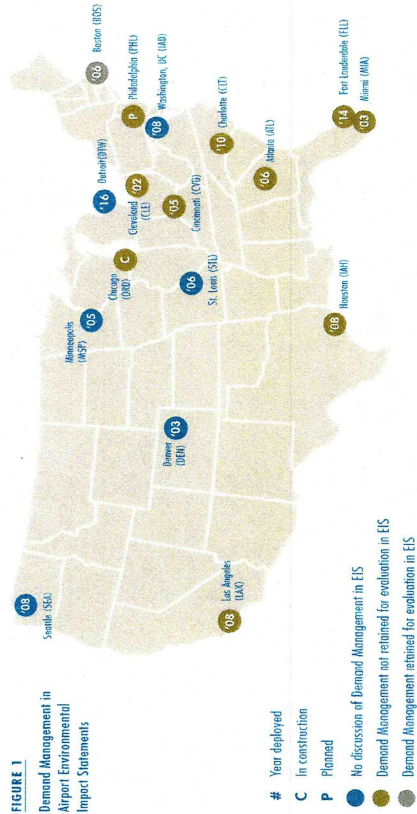 FIGURE 1
Demand Management in
Airport Environmental
Impact Statements
'08
Seattle (SEA)
'08
Los Angeles
(LAX)
Denver
(DEN)
'03
Minneapolis
(MSP)
'05
Chicago
(ORD)
C
'06
St. Louis (STL)
'08
Houston (IAH)
'16
Detroit(DTW)
'02
Cleveland
(CLE)
'05
Cincinnati (CVG)
'06
Boston (BOS)
P
Philadelphia (PHL)
'08
Washington, DC (IAD)
'10
Charlotte (CLT)
'06
Atlanta (ATL)
'14
Fort Lauderdale (FLL)
'03
Miami (MIA)
# Year deployed
C In construction
P Planned
No discussion of Demand Management in EIS
Demand Management not retained for evaluation in EIS
Demand Management retained for evaluation in EIS